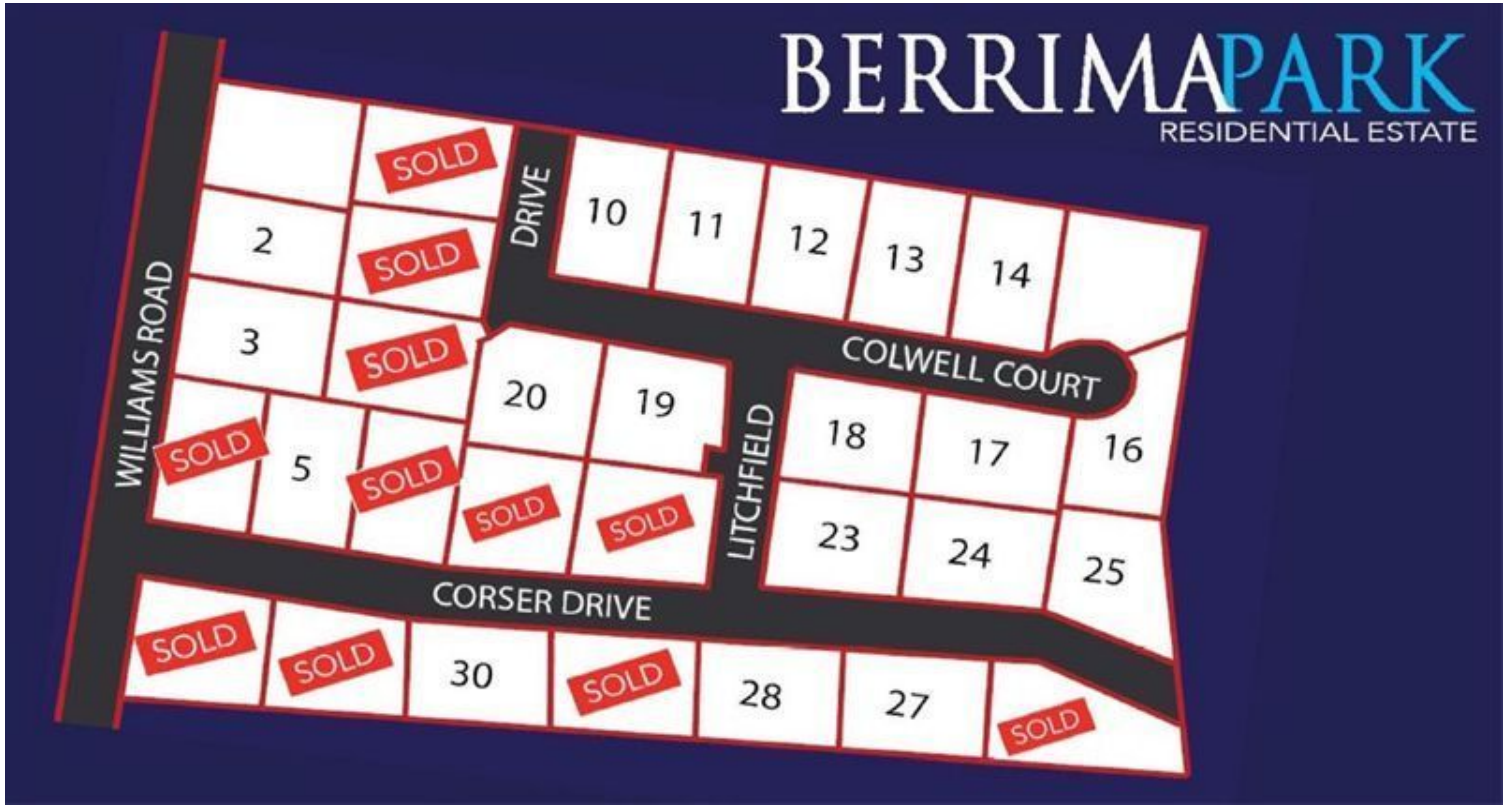 BERRIMAPARK
RESIDENTIAL ESTATE
SOLD
DRIVE
10
11
12
13
14
2
SOLD
WILLIAMS ROAD
3
SOLD
COLWELL COURT
20
19
LITCHFIELD
18
17
16
SOLD
5
SOLD
SOLD
SOLD
23
24
25
CORSER DRIVE
SOLD
SOLD
30
SOLD
28
27
SOLD